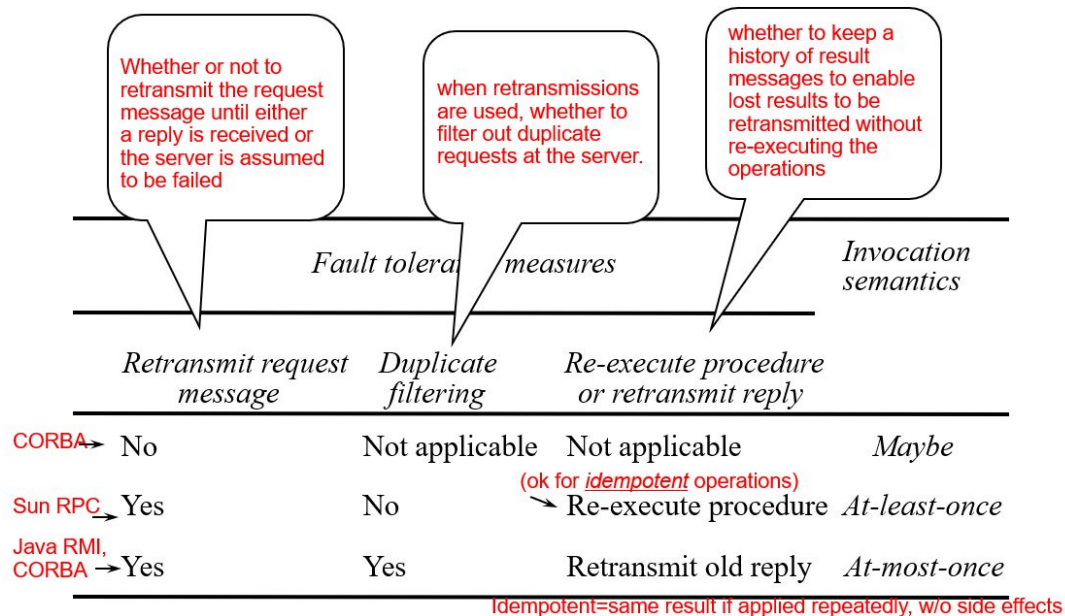 Whether or not to
retransmit the request
message until either
a reply is received or
the server is assumed
to be failed
when retransmissions
are used, whether to
filter out duplicate
requests at the server.
whether to keep a
history of result
messages to enable
lost results to be
retransmitted without
re-executing the
operations
Fault tolera measures
Invocation
semantics
Retransmit request
message
Duplicate
filtering
Re-execute procedure
or retransmit reply
CORBA No Not applicable Not applicable Maybe
(ok for idempotent operations)
Sun RPC Yes No Re-execute procedure At-least-once
Java RMI,
CORBA Yes Yes Retransmit old reply At-most-once
Idempotent=same result if applied repeatedly, w/o side effects